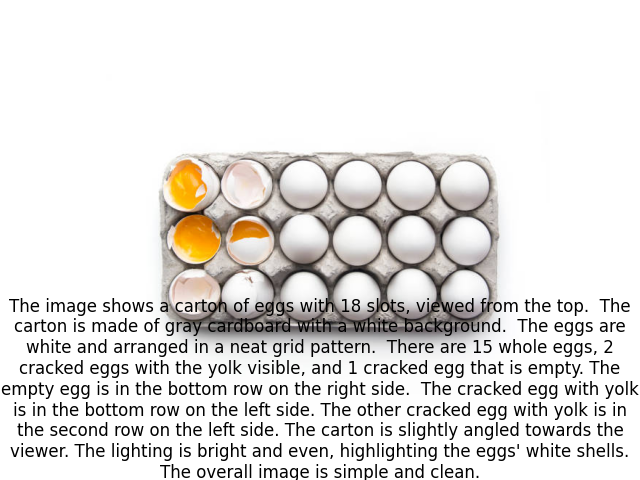 The image shows a carton of eggs with 18 slots, viewed from the top.  The
carton is made of gray cardboard with a white background.  The eggs are
white and arranged in a neat grid pattern.  There are 15 whole eggs, 2
cracked eggs with the yolk visible, and 1 cracked egg that is empty. The
empty egg is in the bottom row on the right side.  The cracked egg with yolk
is in the bottom row on the left side. The other cracked egg with yolk is in
the second row on the left side. The carton is slightly angled towards the
viewer. The lighting is bright and even, highlighting the eggs' white shells.
The overall image is simple and clean.